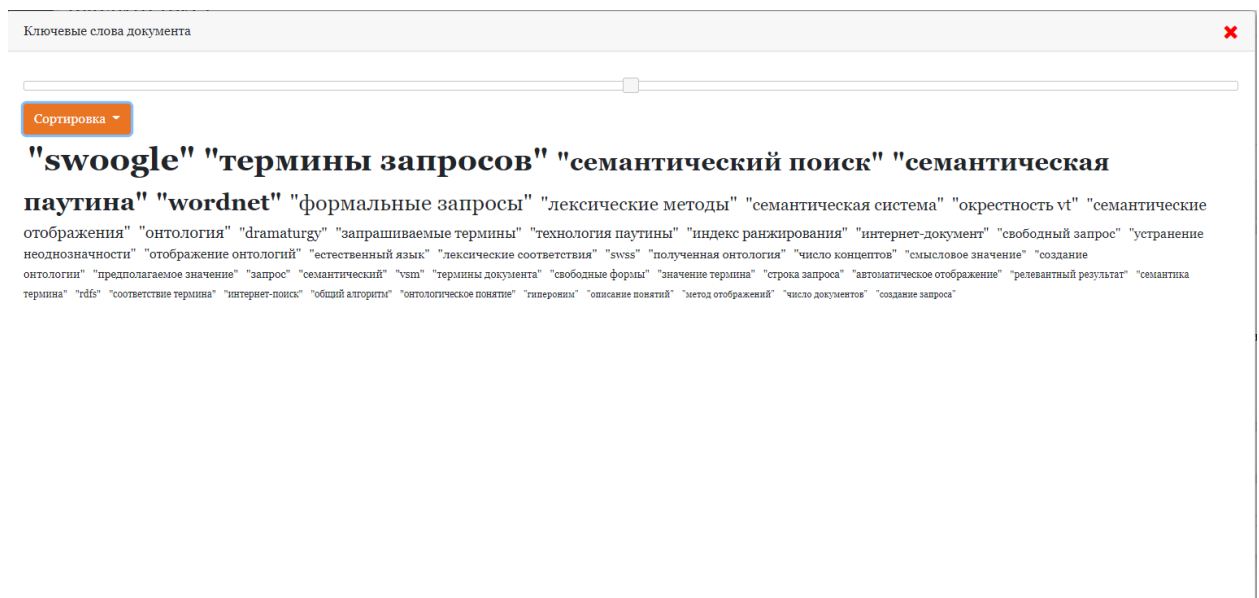 Ключевые слова документа
Сортировка
"swoogle" "термины запросов" "семантический поиск" "семантическая
паутина" "wordnet" "формальные запросы" "лексические методы" "семантическая система" "окрестность vt" "семантические
отображения" "онтология" "dramaturgy" "запрашиваемые термины" "технология паутины" "индекс ранжирования" "интернет-документ" "свободный запрос" "устранение
неоднозначности" "отображение онтологий" "естественный язык" "лексические соответствия" "swss" "полученная онтология" "число концептов" "смысловое значение" "создание
онтологии" "предполагаемое значение" "запрос" "семантический" "vsm" "термины документа" "свободные формы" "значение термина" "строка запроса" "автоматическое отображение" "релевантный результат" "семантика
термина" "rdfs" "соответствие термина" "интернет-поиск" "общий алгоритм" "онтологическое понятие" "гипероним" "описание понятий" "метод отображений" "число документов" "создание запроса"